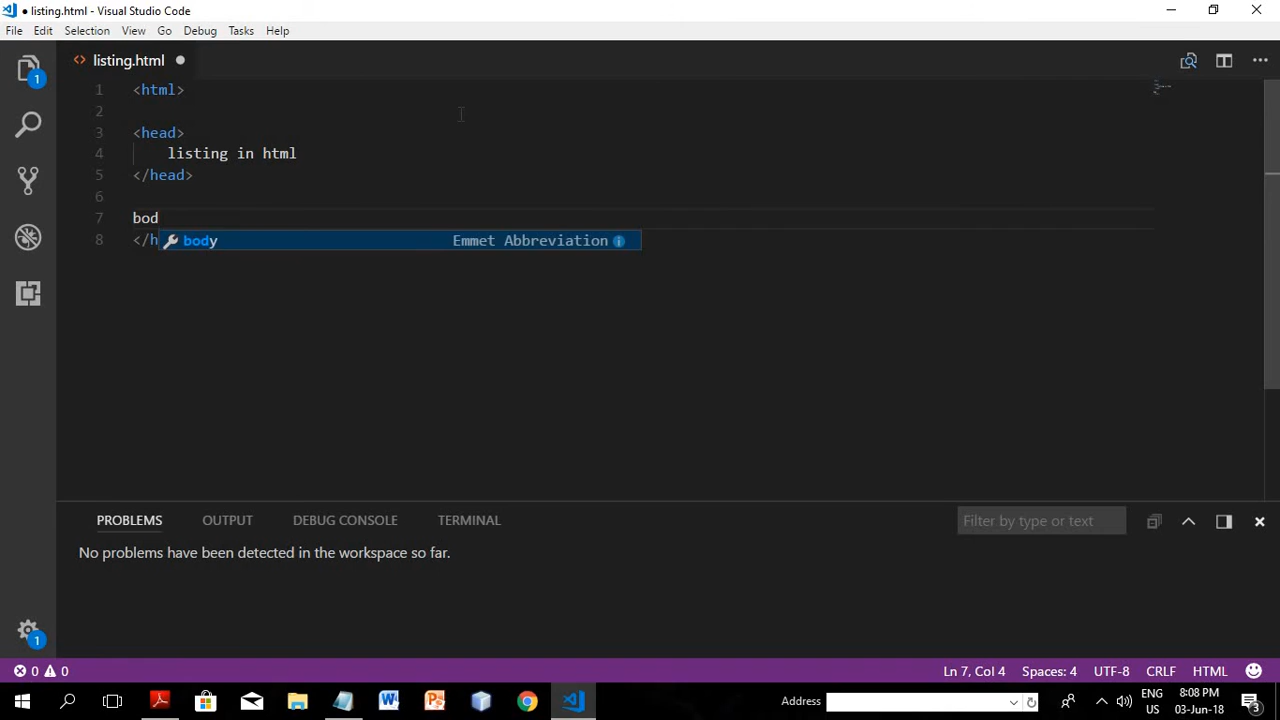 ● listing.html - Visual Studio Code
File Edit Selection View Go Debug Tasks Help
<> listing.html ●
1 <html>
2
3 <head>
4 listing in html
5 </head>
6
7 bod
8 </h
body Emmet Abbreviation
1
PROBLEMS OUTPUT DEBUG CONSOLE TERMINAL Filter by type or text
No problems have been detected in the workspace so far.
1
0 0 Ln 7, Col 4 Spaces: 4 UTF-8 CRLF HTML
Address ENG 8:08 PM
US 03-Jun-18 3